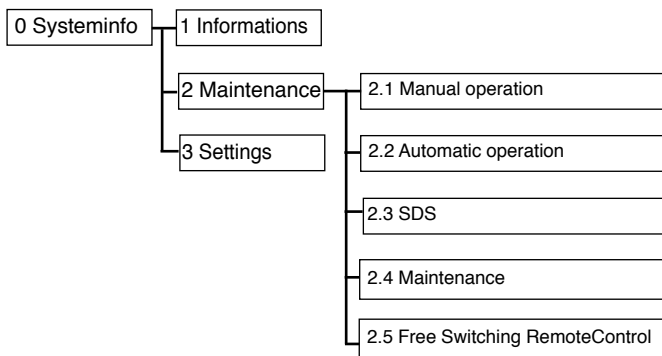 0 Systeminfo
1 Informations
2 Maintenance
2.1 Manual operation
2.2 Automatic operation
3 Settings
2.3 SDS
2.4 Maintenance
2.5 Free Switching RemoteControl